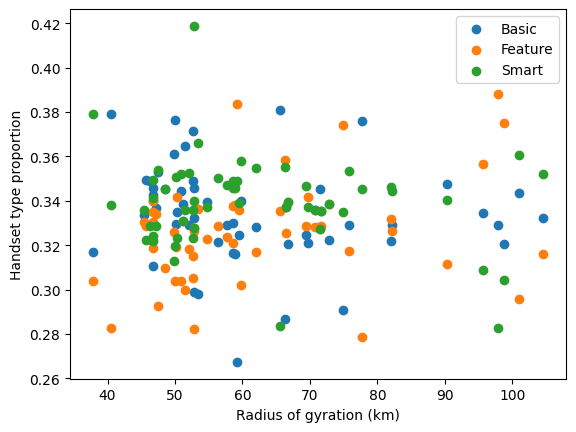 Basic
Feature
Smart
0.42
0.40
0.38
0.36
0.34
0.32
0.30
0.28
0.26
Handset type proportion
40 50 60 70 80 90 100
Radius of gyration (km)